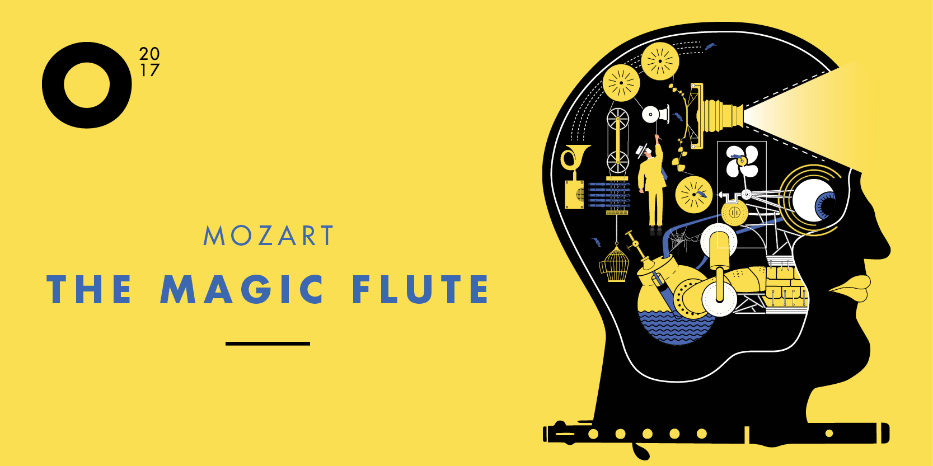 20
17
MOZART
THE MAGIC FLUTE